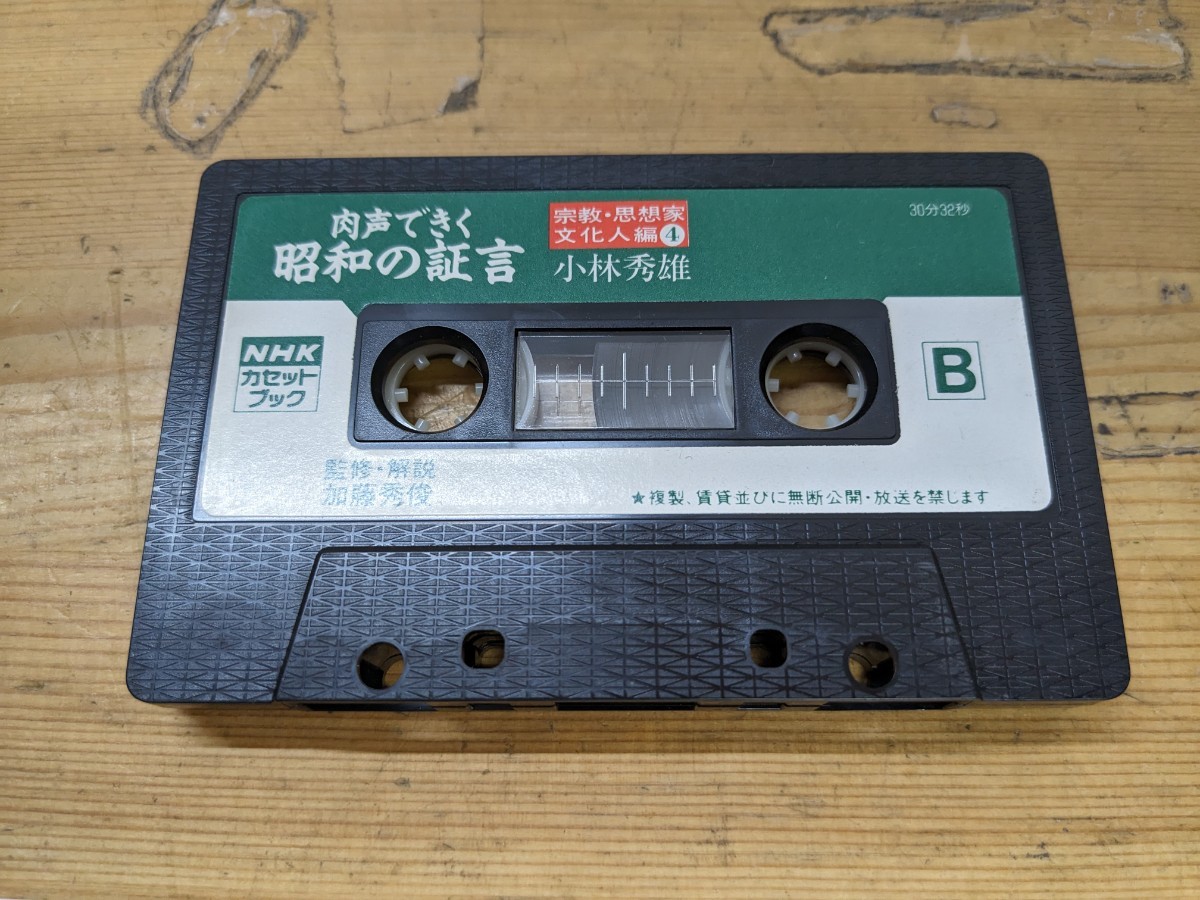 肉声できく
昭和の証言
宗教・思想家
文化人編④
小林秀雄
30分32秒
NHK
カセット
ブック
B
監修・解説
加藤秀俊
★複製、賃貸並びに無断公開・放送を禁じます